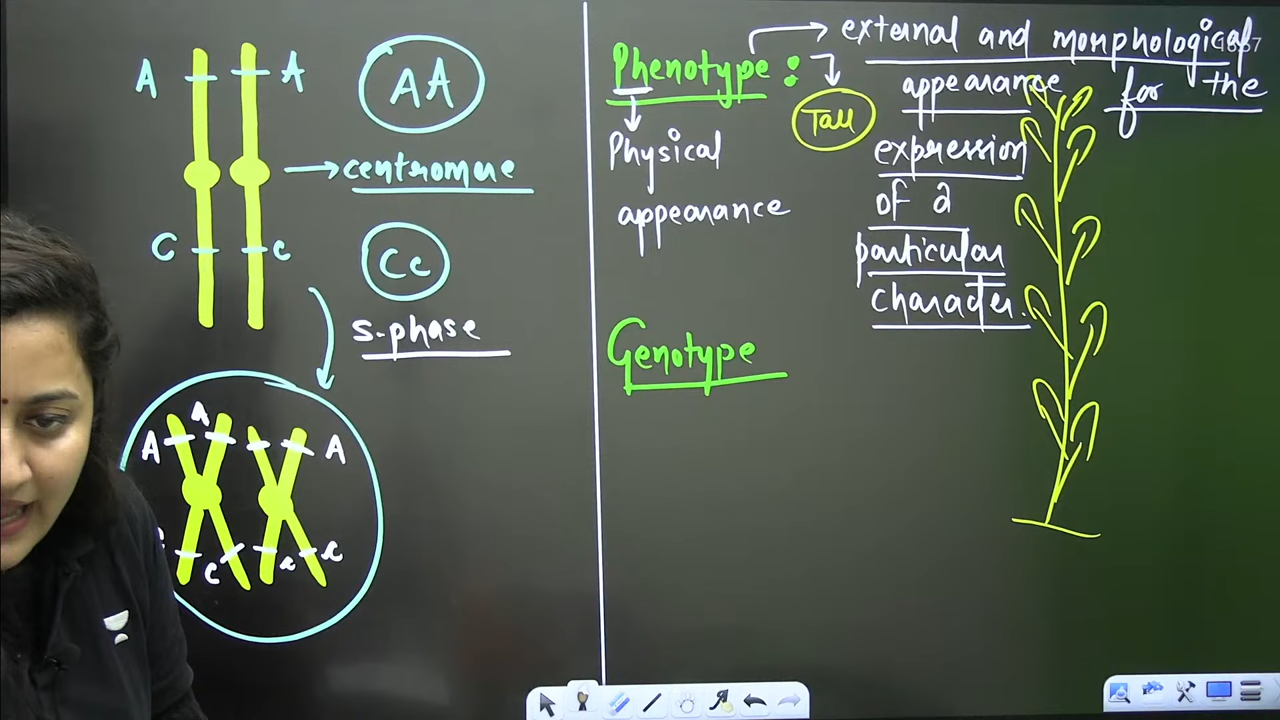 A A AA
centromere
C c Cc
S-phase
A A A
C c c
Phenotype : → external and morphological
Tall appearance for the
Physical expression
appearance of a
particular
character.
Genotype